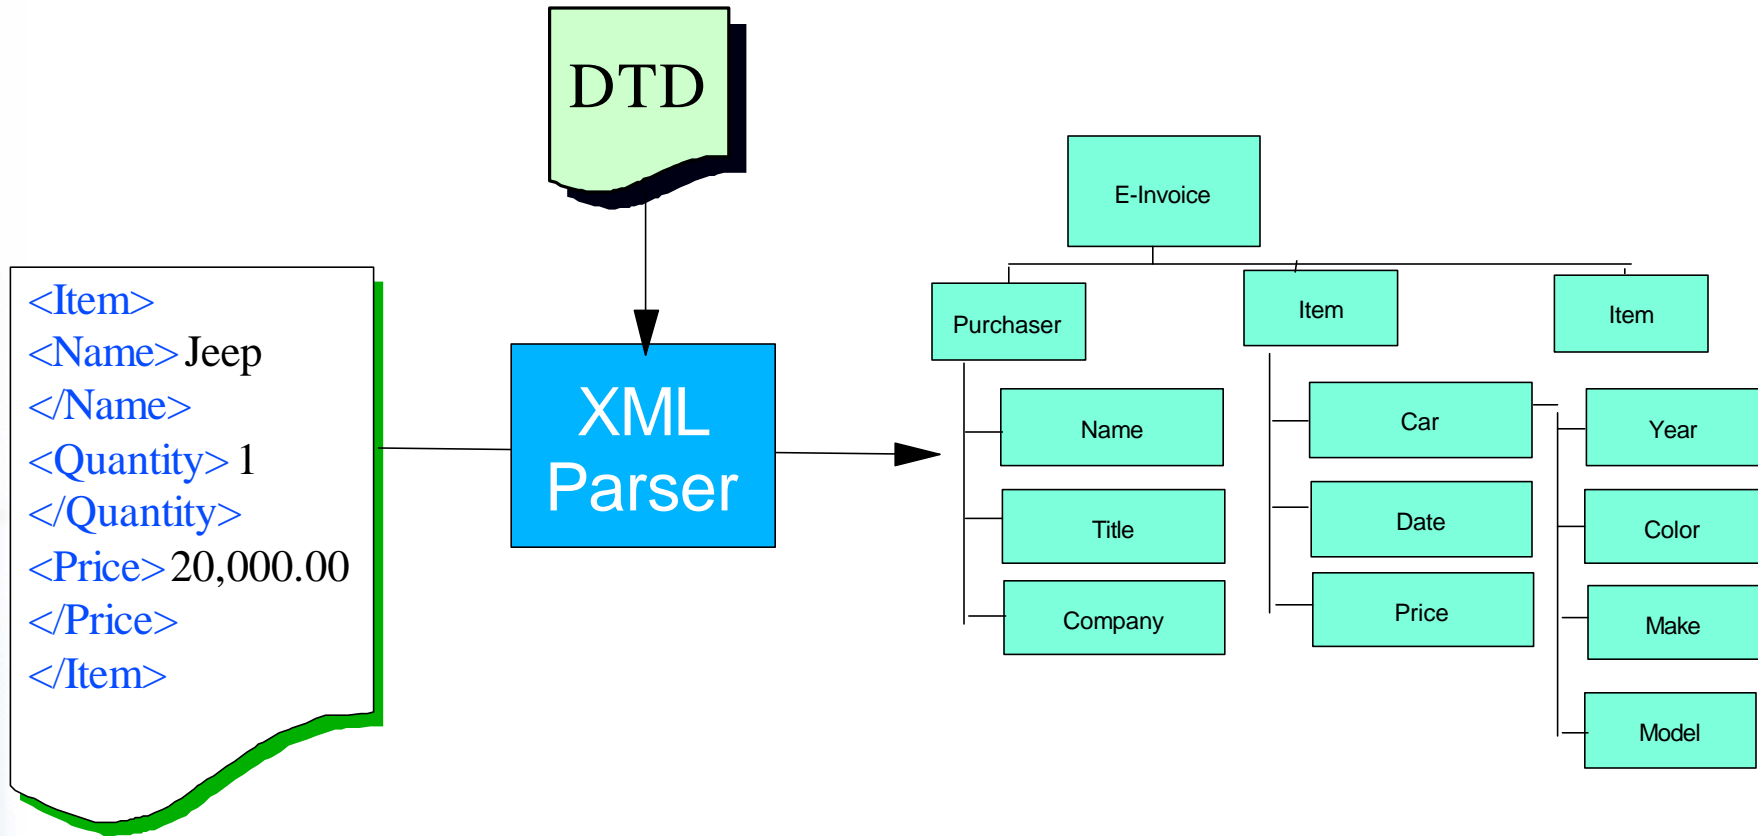 DTD
<Item>
<Name>Jeep
</Name>
<Quantity>1
</Quantity>
<Price>20,000.00
</Price>
</Item>
XML
Parser
E-Invoice
Purchaser
Item
Item
Name
Title
Company
Car
Date
Price
Year
Color
Make
Model